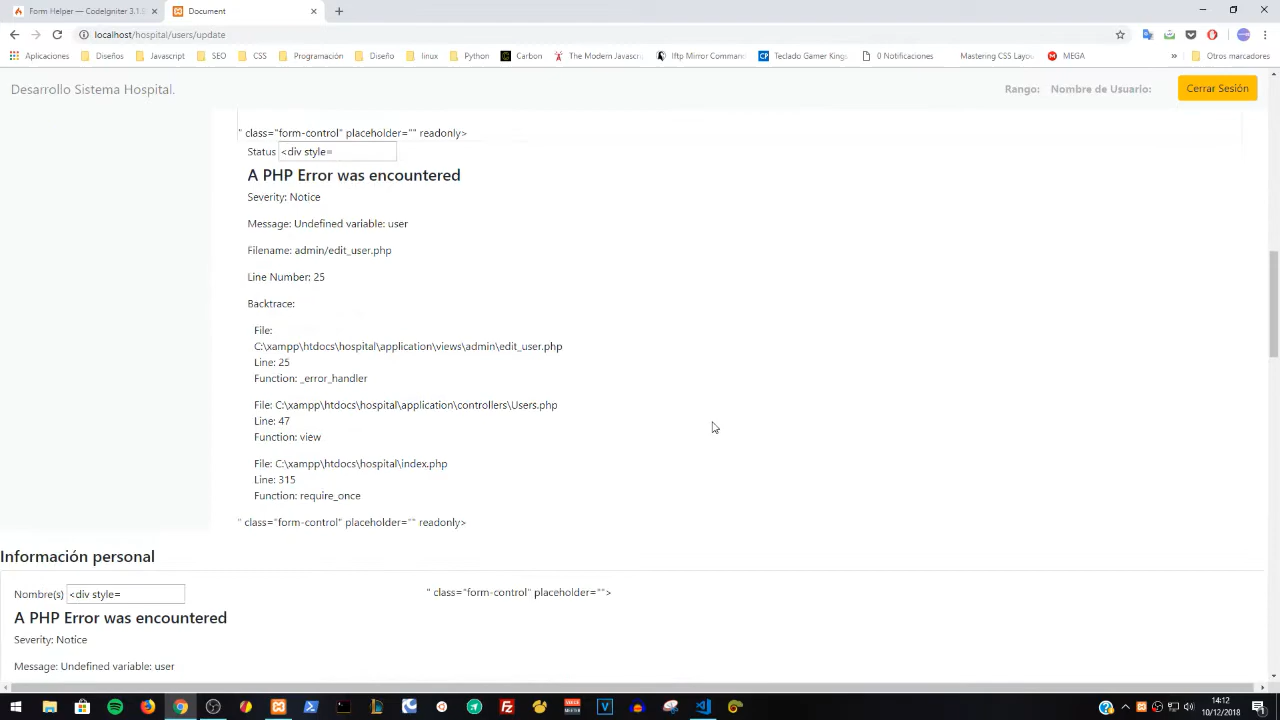 Form Helper — CodeIgniter 3.1.9
Document
localhost/hospital/users/update
Aplicaciones
Diseños
Javascript
SEO
CSS
Programación
Diseño
linux
Python
Carbon
The Modern Javascri
lftp Mirror Comman
Teclado Gamer King
0 Notificaciones
Mastering CSS Layou
MEGA
»
Otros marcadores
Desarrollo Sistema Hospital.
Rango: Nombre de Usuario:
Cerrar Sesión
" class="form-control" placeholder="" readonly>
Status <div style=
A PHP Error was encountered
Severity: Notice
Message: Undefined variable: user
Filename: admin/edit_user.php
Line Number: 25
Backtrace:
File:
C:\xampp\htdocs\hospital\application\views\admin\edit_user.php
Line: 25
Function: _error_handler
File: C:\xampp\htdocs\hospital\application\controllers\Users.php
Line: 47
Function: view
File: C:\xampp\htdocs\hospital\index.php
Line: 315
Function: require_once
" class="form-control" placeholder="" readonly>
Información personal
Nombre(s) <div style=
" class="form-control" placeholder="">
A PHP Error was encountered
Severity: Notice
Message: Undefined variable: user
14:12
10/12/2018